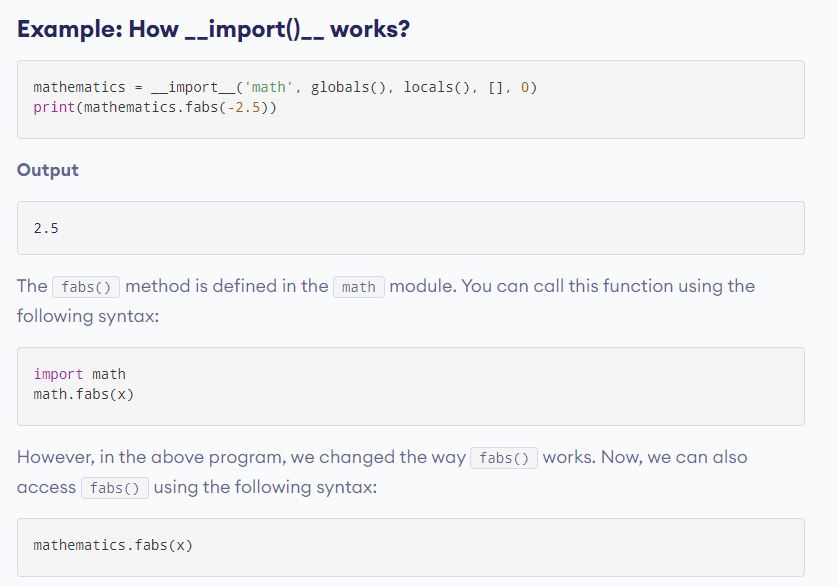 Example: How __import()__ works?
mathematics = __import__('math', globals(), locals(), [], 0)
print(mathematics.fabs(-2.5))
Output
2.5
The fabs() method is defined in the math module. You can call this function using the
following syntax:
import math
math.fabs(x)
However, in the above program, we changed the way fabs() works. Now, we can also
access fabs() using the following syntax:
mathematics.fabs(x)